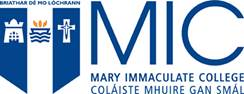 BRIATHAR DÉ MO LÓCHRANN
MIC
MARY IMMACULATE COLLEGE
COLÁISTE MHUIRE GAN SMÁL